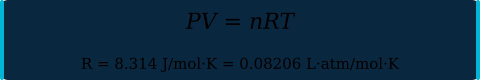 PV = nRT
R = 8.314 J/mol·K = 0.08206 L·atm/mol·K